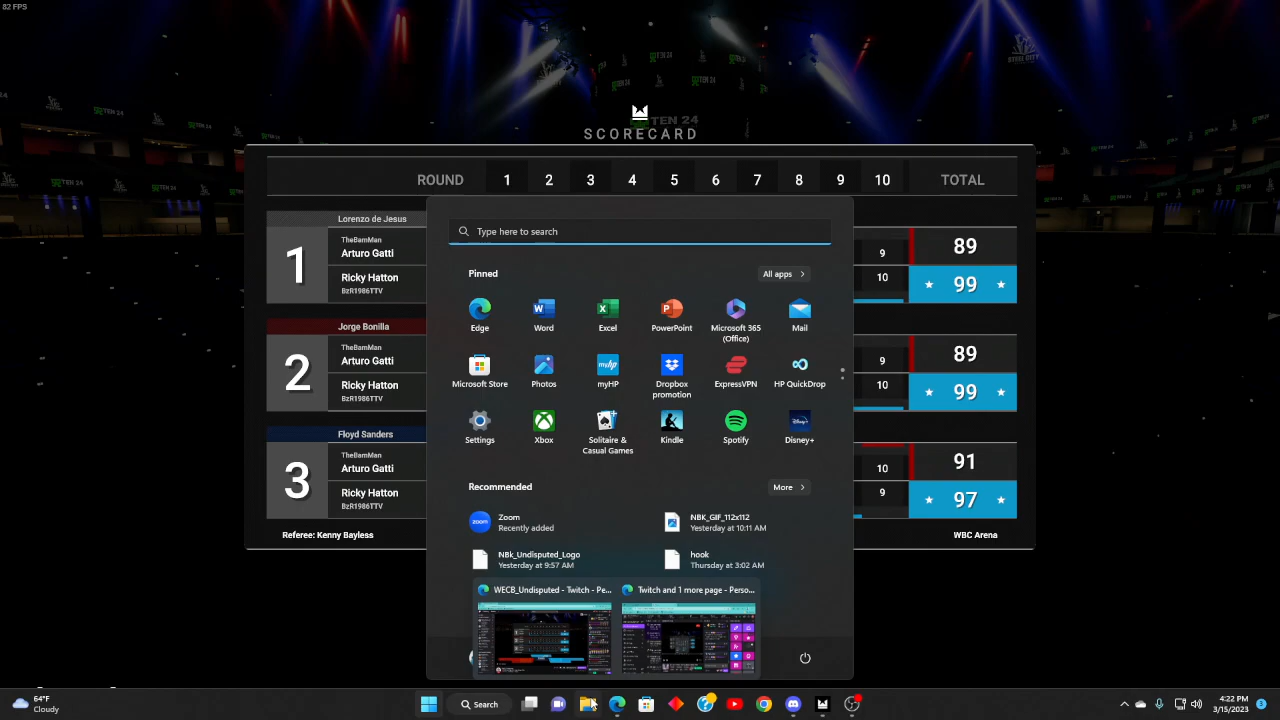 82 FPS
TEN 24
SCORECARD
ROUND 1 2 3 4 5 6 7 8 9 10 TOTAL
Lorenzo de Jesus
1
TheBamMan
Arturo Gatti
9
89
Ricky Hatton
BzR1986TTV
10
99
Jorge Bonilla
2
TheBamMan
Arturo Gatti
9
89
Ricky Hatton
BzR1986TTV
10
99
Floyd Sanders
3
TheBamMan
Arturo Gatti
10
91
Ricky Hatton
BzR1986TTV
9
97
Referee: Kenny Bayless
WBC Arena
Type here to search
Pinned
All apps
Edge
Word
Excel
PowerPoint
Microsoft 365 (Office)
Mail
Microsoft Store
Photos
myHP
Dropbox promotion
ExpressVPN
HP QuickDrop
Settings
Xbox
Solitaire & Casual Games
Kindle
Spotify
Disney+
Recommended
More
Zoom
Recently added
NBK_GIF_112x112
Yesterday at 10:11 AM
NBk_Undisputed_Logo
Yesterday at 9:57 AM
hook
Thursday at 3:02 AM
WECB_Undisputed - Twitch - Pe...
Twitch and 1 more page - Perso...
64°F
Cloudy
Search
4:22 PM
3/15/2023
3